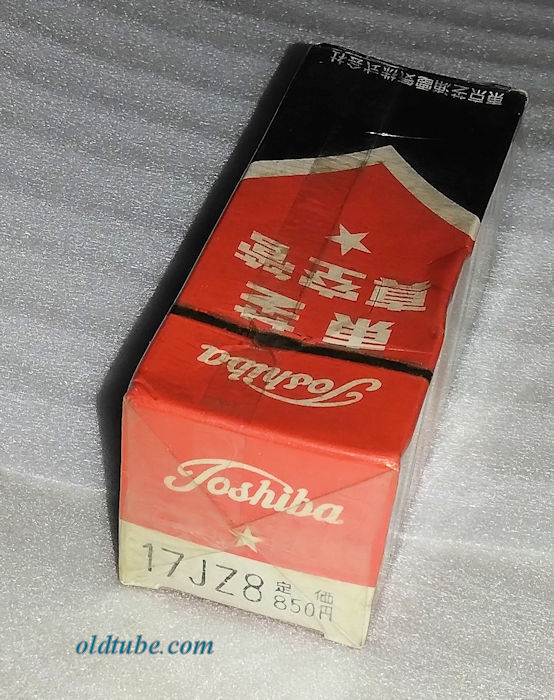 東京芝浦電気株式会社
東芝
真空管
Toshiba
Toshiba
17JZ8 定価
850円
oldtube.com